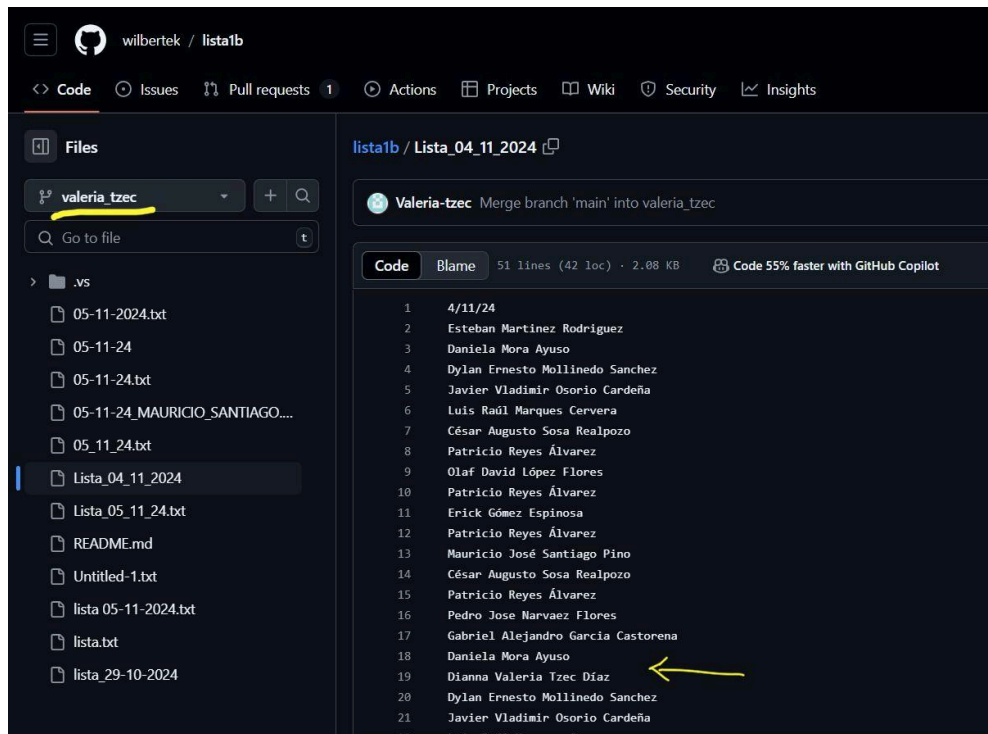 wilbertek / lista1b
Code Issues Pull requests 1 Actions Projects Wiki Security Insights
Files
valeria_tzec
Go to file t
.vs
05-11-2024.txt
05-11-24
05-11-24.txt
05-11-24_MAURICIO_SANTIAGO....
05_11_24.txt
Lista_04_11_2024
Lista_05_11_24.txt
README.md
Untitled-1.txt
lista 05-11-2024.txt
lista.txt
lista_29-10-2024
lista1b / Lista_04_11_2024
Valeria-tzec Merge branch 'main' into valeria_tzec
Code Blame 51 lines (42 loc) · 2.08 KB Code 55% faster with GitHub Copilot
1 4/11/24
2 Esteban Martinez Rodriguez
3 Daniela Mora Ayuso
4 Dylan Ernesto Mollinedo Sanchez
5 Javier Vladimir Osorio Cardeña
6 Luis Raúl Marques Cervera
7 César Augusto Sosa Realpozo
8 Patricio Reyes Álvarez
9 Olaf David López Flores
10 Patricio Reyes Álvarez
11 Erick Gómez Espinosa
12 Patricio Reyes Álvarez
13 Mauricio José Santiago Pino
14 César Augusto Sosa Realpozo
15 Patricio Reyes Álvarez
16 Pedro Jose Narvaez Flores
17 Gabriel Alejandro Garcia Castorena
18 Daniela Mora Ayuso
19 Dianna Valeria Tzec Díaz
20 Dylan Ernesto Mollinedo Sanchez
21 Javier Vladimir Osorio Cardeña